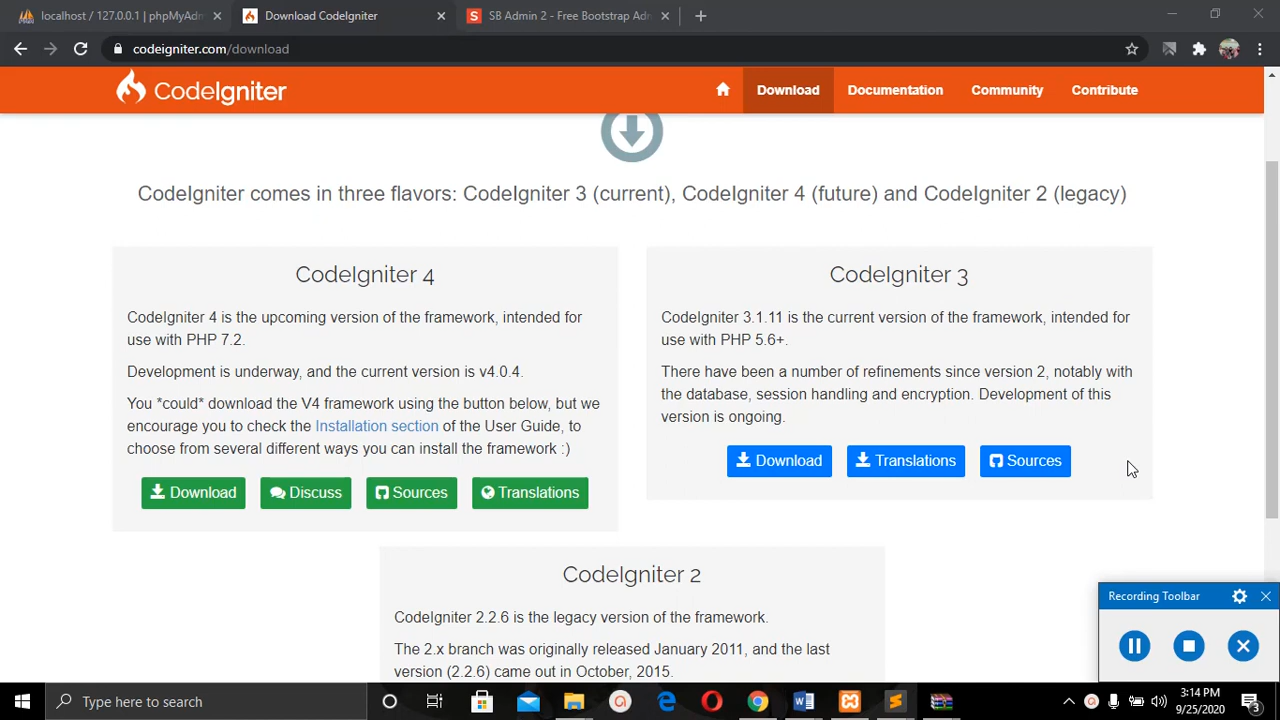 localhost / 127.0.0.1 | phpMyAdm
Download CodeIgniter
SB Admin 2 - Free Bootstrap Adm
codeigniter.com/download
CodeIgniter
Download
Documentation
Community
Contribute
CodeIgniter comes in three flavors: CodeIgniter 3 (current), CodeIgniter 4 (future) and CodeIgniter 2 (legacy)
CodeIgniter 4
CodeIgniter 4 is the upcoming version of the framework, intended for
use with PHP 7.2.
Development is underway, and the current version is v4.0.4.
You *could* download the V4 framework using the button below, but we
encourage you to check the Installation section of the User Guide, to
choose from several different ways you can install the framework :)
Download
Discuss
Sources
Translations
CodeIgniter 3
CodeIgniter 3.1.11 is the current version of the framework, intended for
use with PHP 5.6+.
There have been a number of refinements since version 2, notably with
the database, session handling and encryption. Development of this
version is ongoing.
Download
Translations
Sources
CodeIgniter 2
CodeIgniter 2.2.6 is the legacy version of the framework.
The 2.x branch was originally released January 2011, and the last
version (2.2.6) came out in October, 2015.
Recording Toolbar
Type here to search
3:14 PM
9/25/2020
3